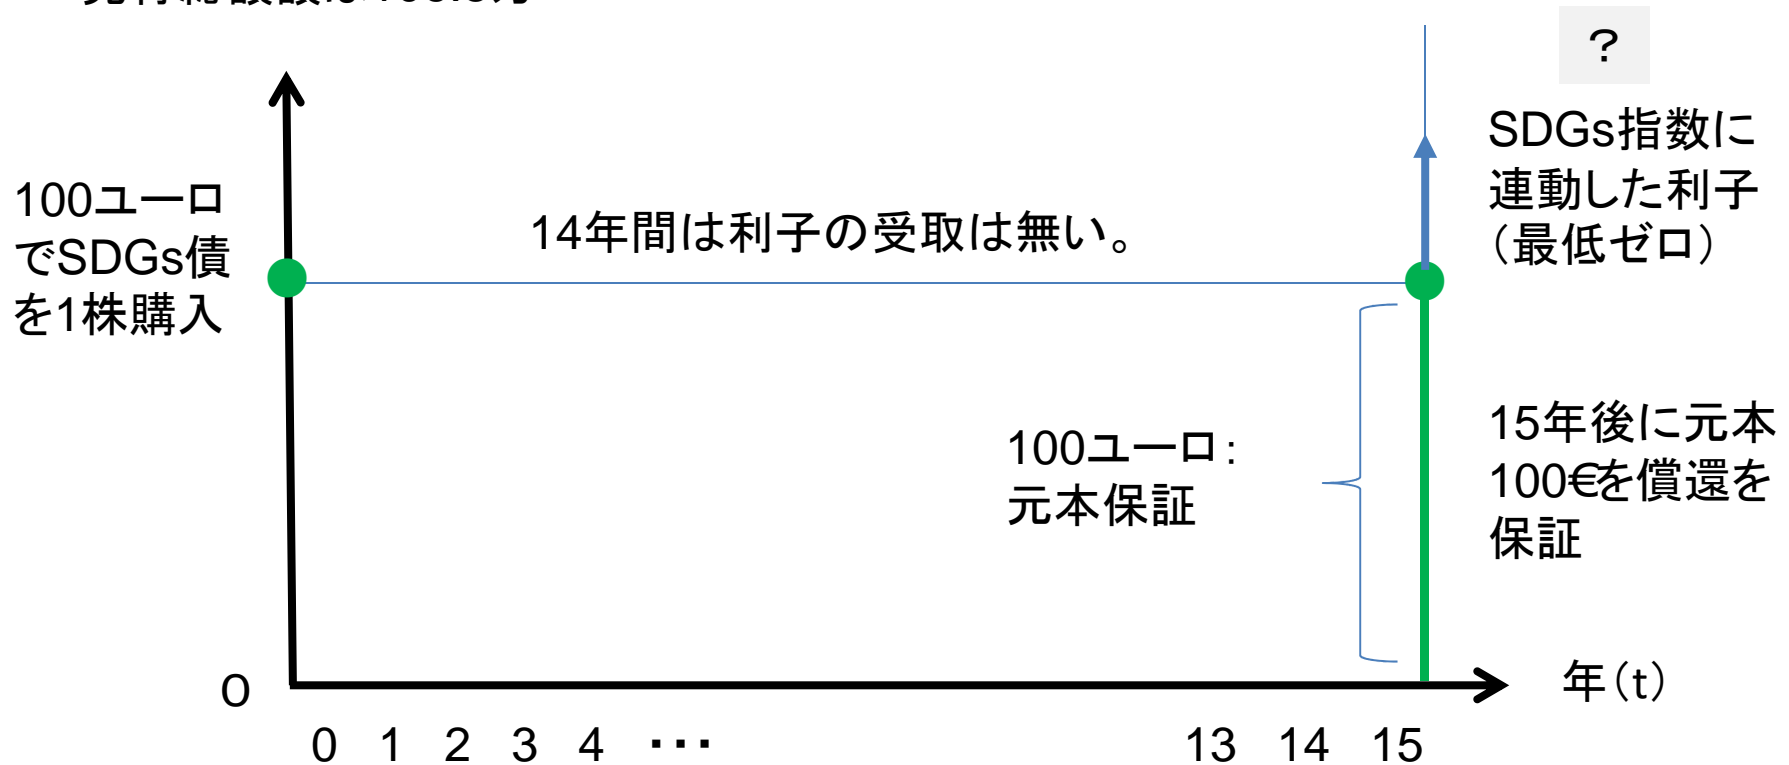 ?
SDGs指数に
連動した利子
（最低ゼロ）
100ユーロ
でSDGs債
を1株購入
14年間は利子の受取は無い。
100ユーロ：
元本保証
15年後に元本
100€を償還を
保証
0
年（t）
0 1 2 3 4 ・・・ 13 14 15